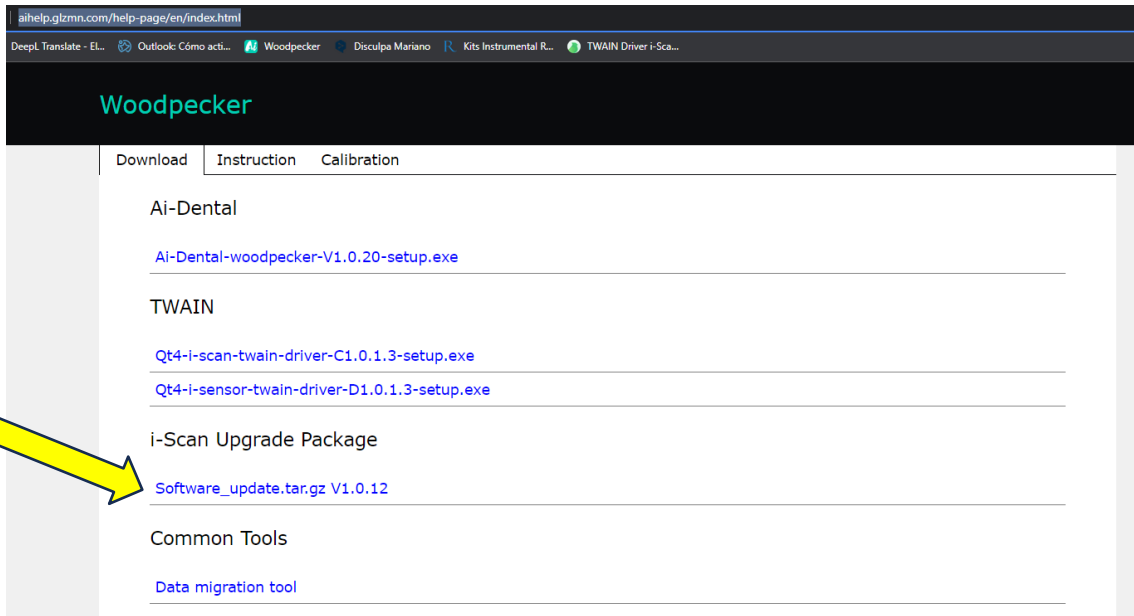 aihelp.glzmn.com/help-page/en/index.html
DeepL Translate - El... Outlook: Cómo acti... Woodpecker Disculpa Mariano Kits Instrumental R... TWAIN Driver i-Sca...
Woodpecker
Download Instruction Calibration
Ai-Dental
Ai-Dental-woodpecker-V1.0.20-setup.exe
TWAIN
Qt4-i-scan-twain-driver-C1.0.1.3-setup.exe
Qt4-i-sensor-twain-driver-D1.0.1.3-setup.exe
i-Scan Upgrade Package
Software_update.tar.gz V1.0.12
Common Tools
Data migration tool